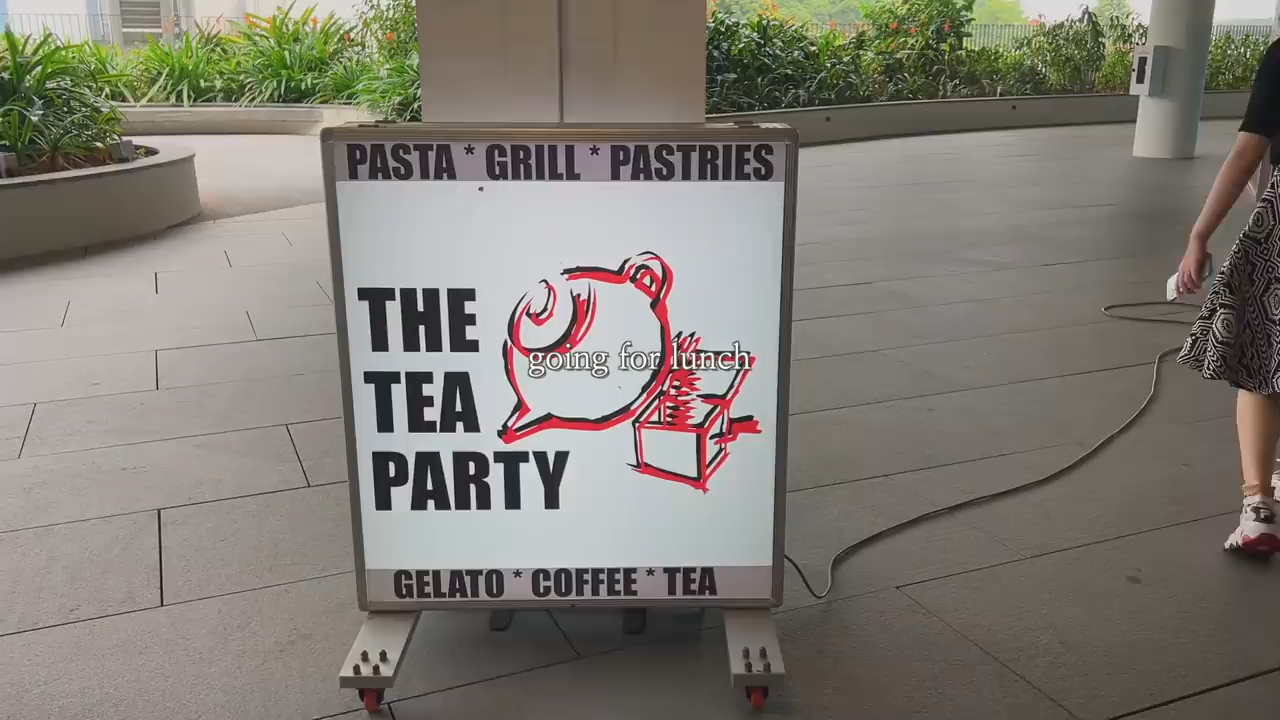 PASTA * GRILL * PASTRIES
THE
TEA
PARTY
going for lunch
GELATO * COFFEE * TEA